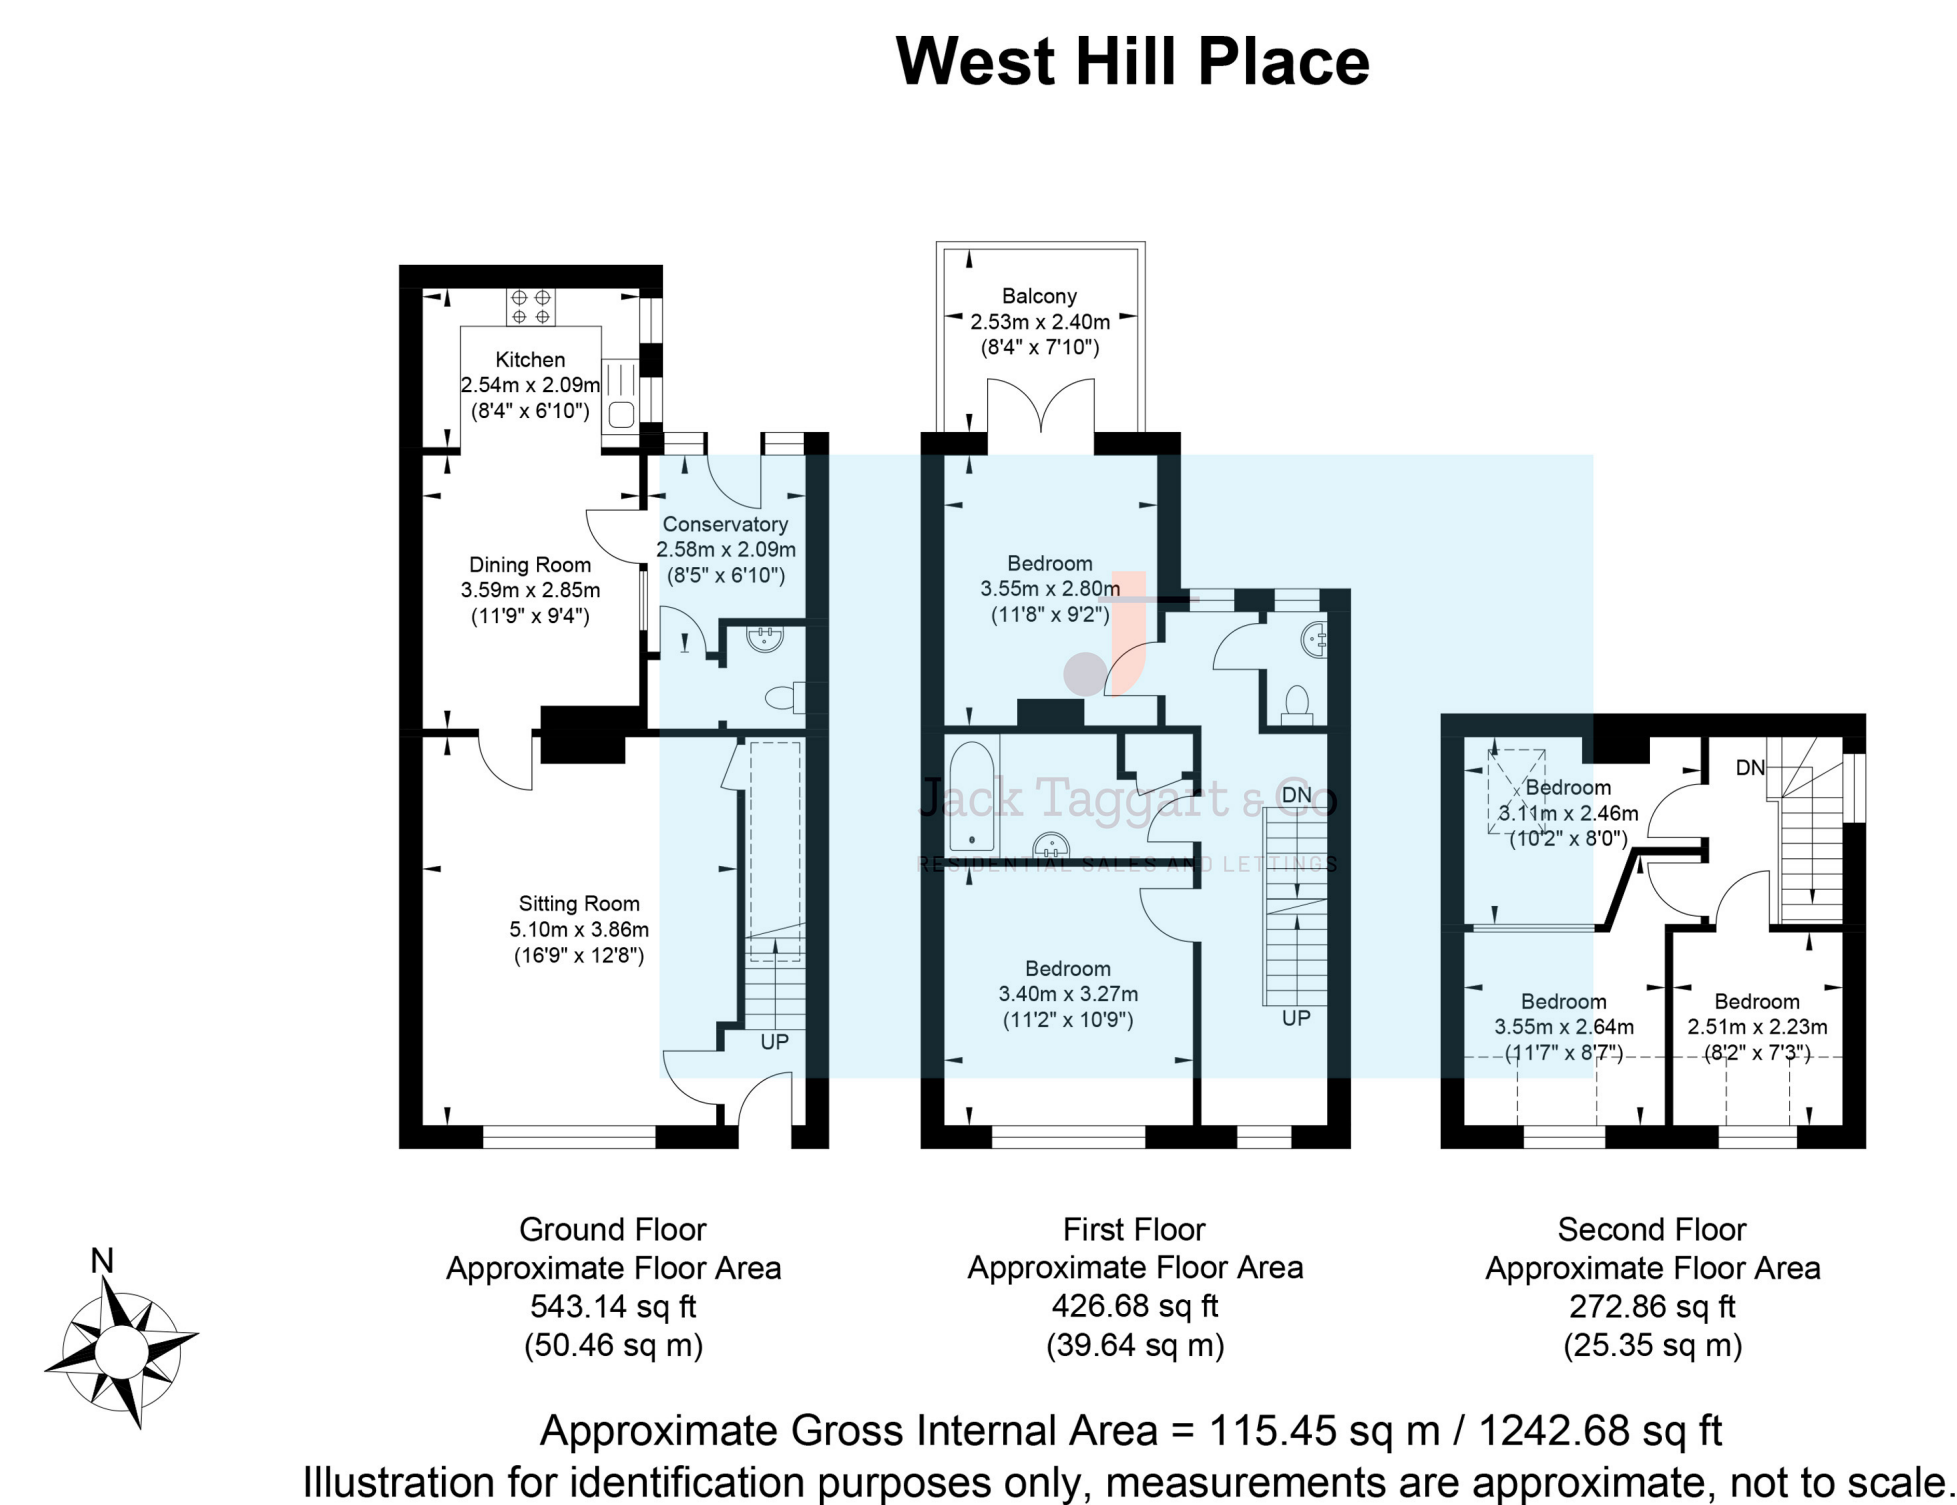 West Hill Place
Balcony
2.53m x 2.40m
(8'4" x 7'10")
Kitchen
2.54m x 2.09m
(8'4" x 6'10")
Conservatory
2.58m x 2.09m
(8'5" x 6'10")
Dining Room
3.59m x 2.85m
(11'9" x 9'4")
Bedroom
3.55m x 2.80m
(11'8" x 9'2")
Sitting Room
5.10m x 3.86m
(16'9" x 12'8")
UP
Jack Taggart & Co
RESIDENTIAL SALES AND LETTINGS
DN
Bedroom
3.40m x 3.27m
(11'2" x 10'9")
UP
DN
Bedroom
3.11m x 2.46m
(10'2" x 8'0")
Bedroom
3.55m x 2.64m
(11'7" x 8'7")
Bedroom
2.51m x 2.23m
(8'2" x 7'3")
N
Ground Floor
Approximate Floor Area
543.14 sq ft
(50.46 sq m)
First Floor
Approximate Floor Area
426.68 sq ft
(39.64 sq m)
Second Floor
Approximate Floor Area
272.86 sq ft
(25.35 sq m)
Approximate Gross Internal Area = 115.45 sq m / 1242.68 sq ft
Illustration for identification purposes only, measurements are approximate, not to scale.